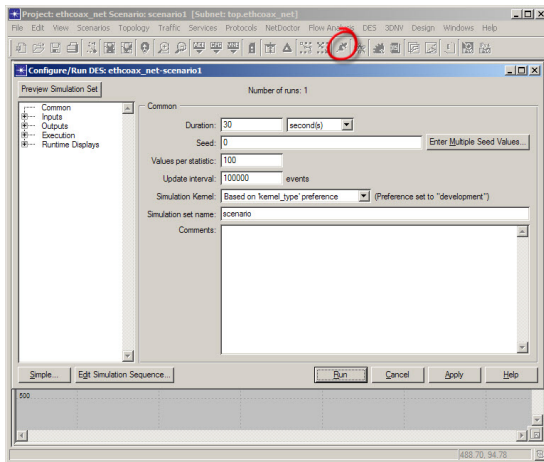 Project: ethcoax_net Scenario: scenario1 [Subnet: top.ethcoax_net]
File Edit View Scenarios Topology Traffic Services Protocols NetDoctor Flow Analysis DES 3DNV Design Windows Help
Configure/Run DES: ethcoax_net-scenario1
Preview Simulation Set Number of runs: 1
Common
Inputs
Outputs
Execution
Runtime Displays
Common
Duration: 30 second(s)
Seed: 0 Enter Multiple Seed Values...
Values per statistic: 100
Update interval: 100000 events
Simulation Kernel: Based on 'kernel_type' preference (Preference set to "development")
Simulation set name: scenario
Comments:
Simple... Edit Simulation Sequence... Run Cancel Apply Help
500
488.70, 94.78